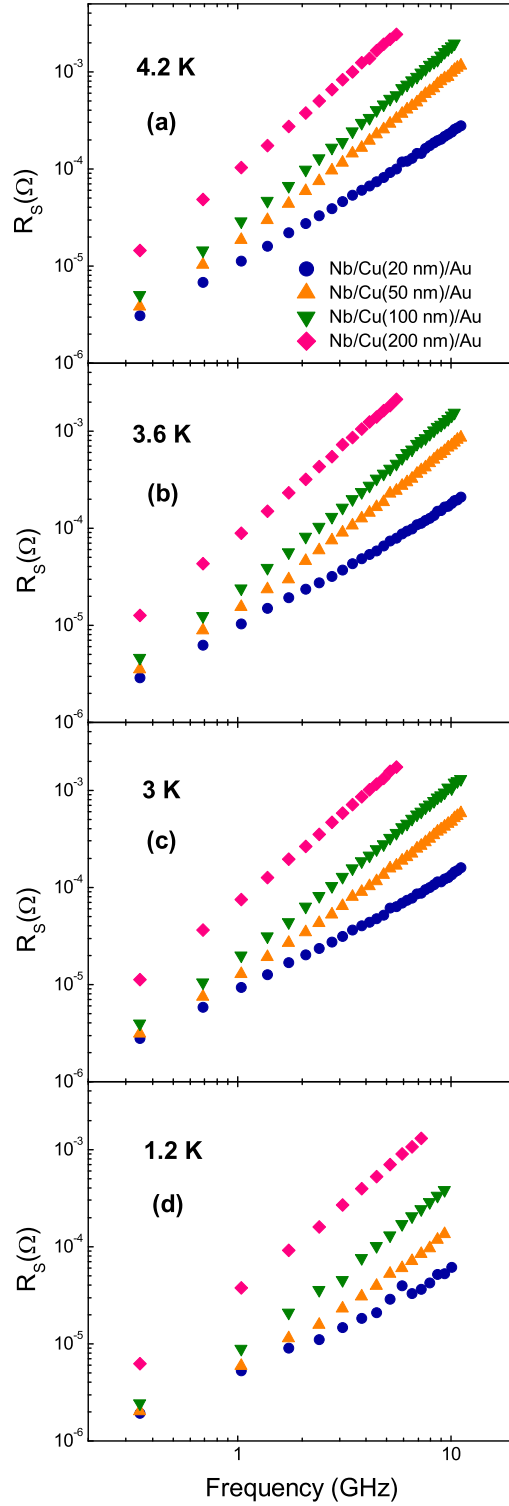 10⁻³
4.2 K
(a)
10⁻⁴
R_S(Ω)
10⁻⁵
Nb/Cu(20 nm)/Au
Nb/Cu(50 nm)/Au
Nb/Cu(100 nm)/Au
Nb/Cu(200 nm)/Au
10⁻⁶
10⁻³
3.6 K
(b)
10⁻⁴
R_S(Ω)
10⁻⁵
10⁻⁶
10⁻³
3 K
(c)
10⁻⁴
R_S(Ω)
10⁻⁵
10⁻⁶
10⁻³
1.2 K
(d)
10⁻⁴
R_S(Ω)
10⁻⁵
10⁻⁶
1 10
Frequency (GHz)